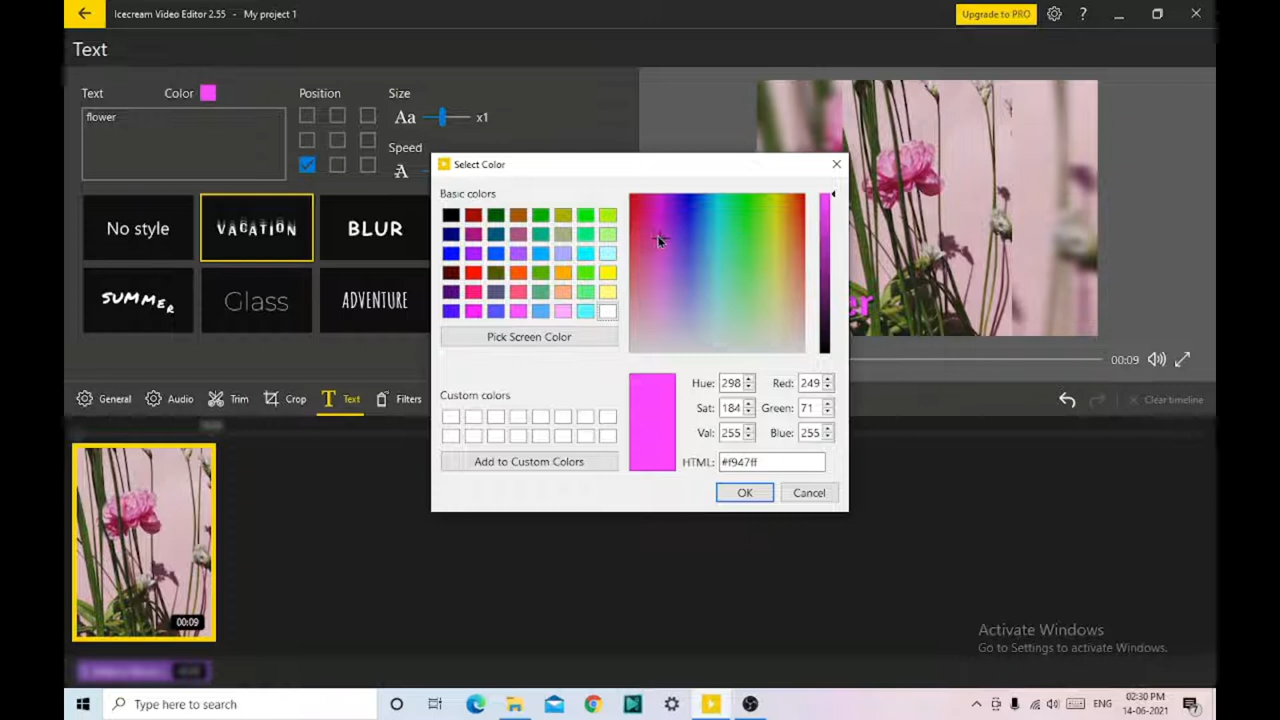 Icecream Video Editor 2.55 - My project 1
Upgrade to PRO
?
Text
Text
Color
Position
Size
flower
Aa
x1
Speed
A
No style
VACATION
BLUR
SUMMER
Glass
ADVENTURE
Select Color
Basic colors
Pick Screen Color
Custom colors
Add to Custom Colors
Hue: 298
Red: 249
Sat: 184
Green: 71
Val: 255
Blue: 255
HTML: #f947ff
OK
Cancel
er
00:09
General
Audio
Trim
Crop
Text
Filters
Clear timeline
00:09
Activate Windows
Go to Settings to activate Windows.
Type here to search
ENG
02:30 PM
14-06-2021